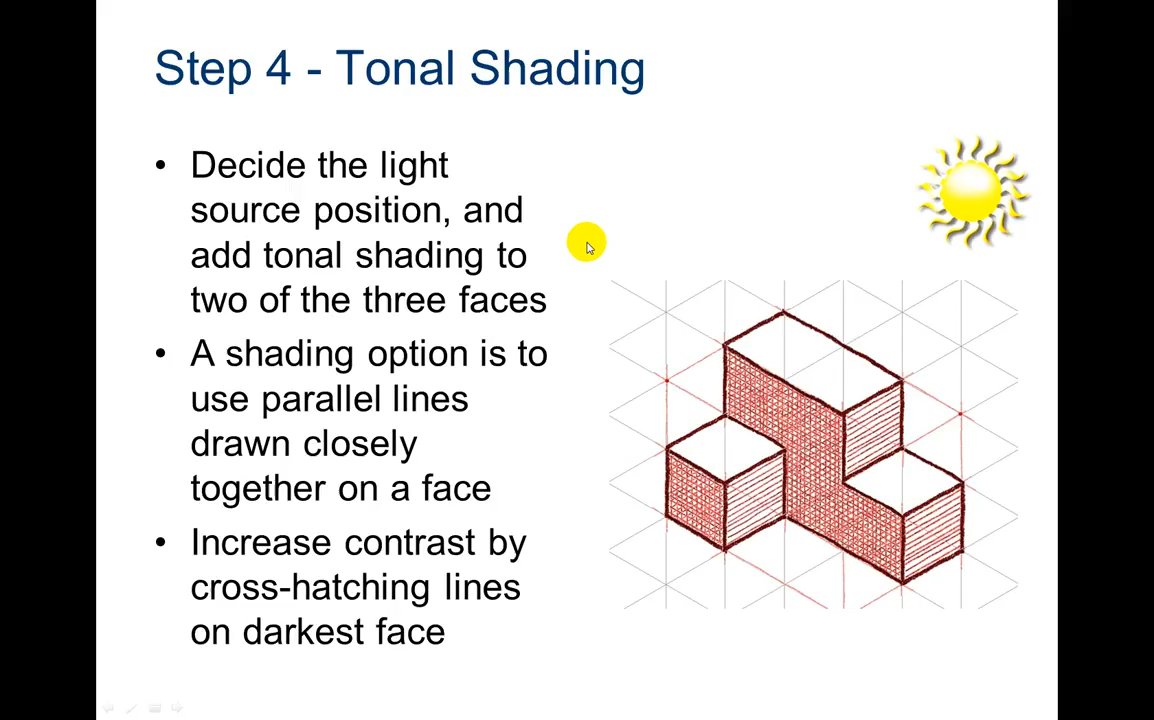 Step 4 - Tonal Shading
• Decide the light
source position, and
add tonal shading to
two of the three faces
• A shading option is to
use parallel lines
drawn closely
together on a face
• Increase contrast by
cross-hatching lines
on darkest face